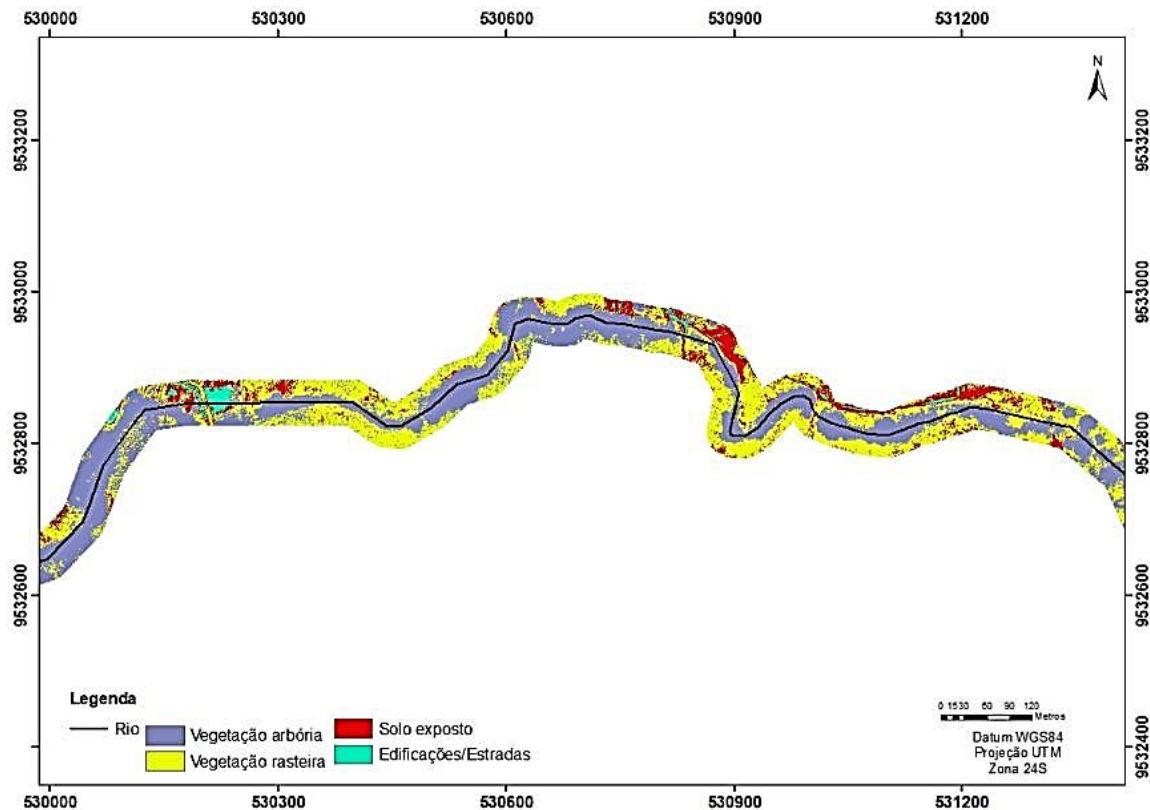 530000 530300 530600 530900 531200
N
9533200 9533200
9533000 9533000
9532800 9532800
9532600 9532600
9532400 9532400
Legenda
Rio
Vegetação arbória
Solo exposto
Vegetação rasteira
Edificações/Estradas
0 15 30 60 90 120
Metros
Datum WGS84
Projeção UTM
Zona 24S
530000 530300 530600 530900 531200